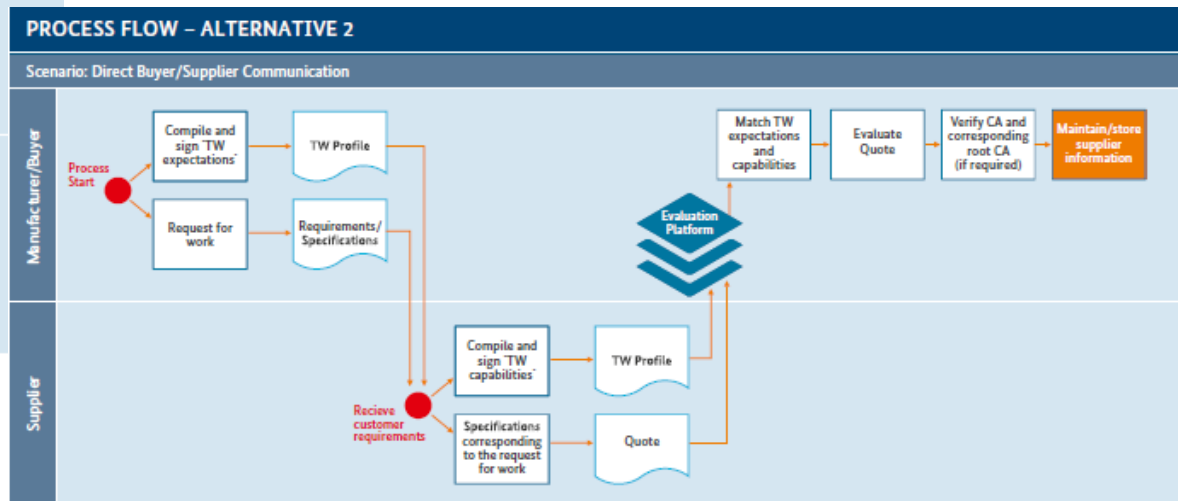 PROCESS FLOW – ALTERNATIVE 2
Scenario: Direct Buyer/Supplier Communication
Manufacturer/Buyer
Process
Start
Compile and
sign 'TW
expectations'
TW Profile
Request for
work
Requirements/
Specifications
Match TW
expectations
and
capabilities
Evaluate
Quote
Verify CA and
corresponding
root CA
(if required)
Maintain/store
supplier
information
Evaluation
Platform
Supplier
Recieve
customer
requirements
Compile and
sign 'TW
capabilities'
TW Profile
Specifications
corresponding
to the request
for work
Quote